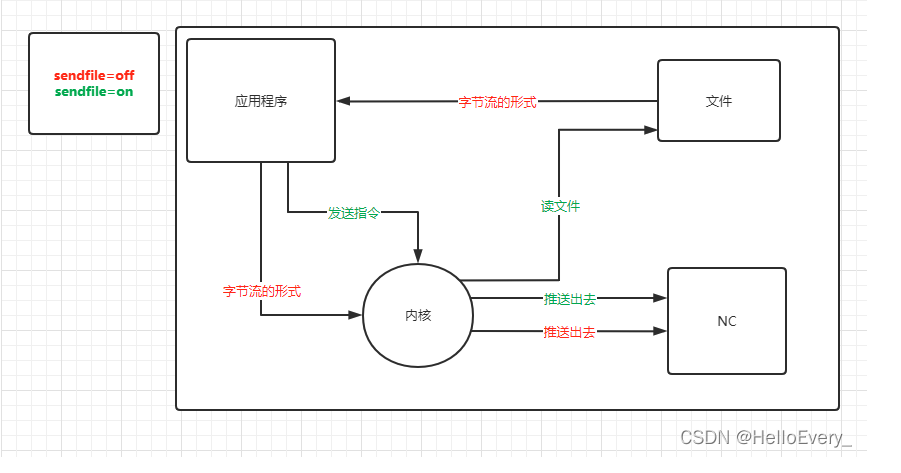 sendfile=off
sendfile=on
应用程序
字节流的形式
文件
发送指令
读文件
字节流的形式
内核
推送出去
推送出去
NC
CSDN @HelloEvery_